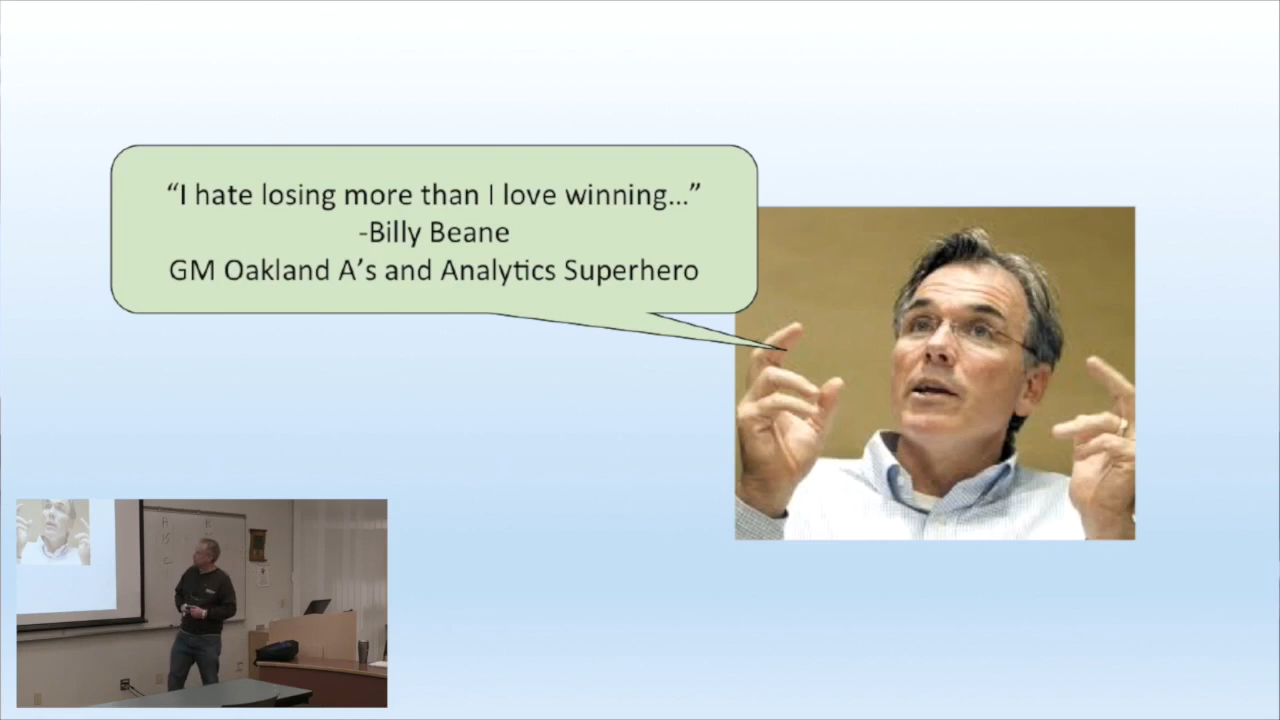 “I hate losing more than I love winning…”
-Billy Beane
GM Oakland A’s and Analytics Superhero